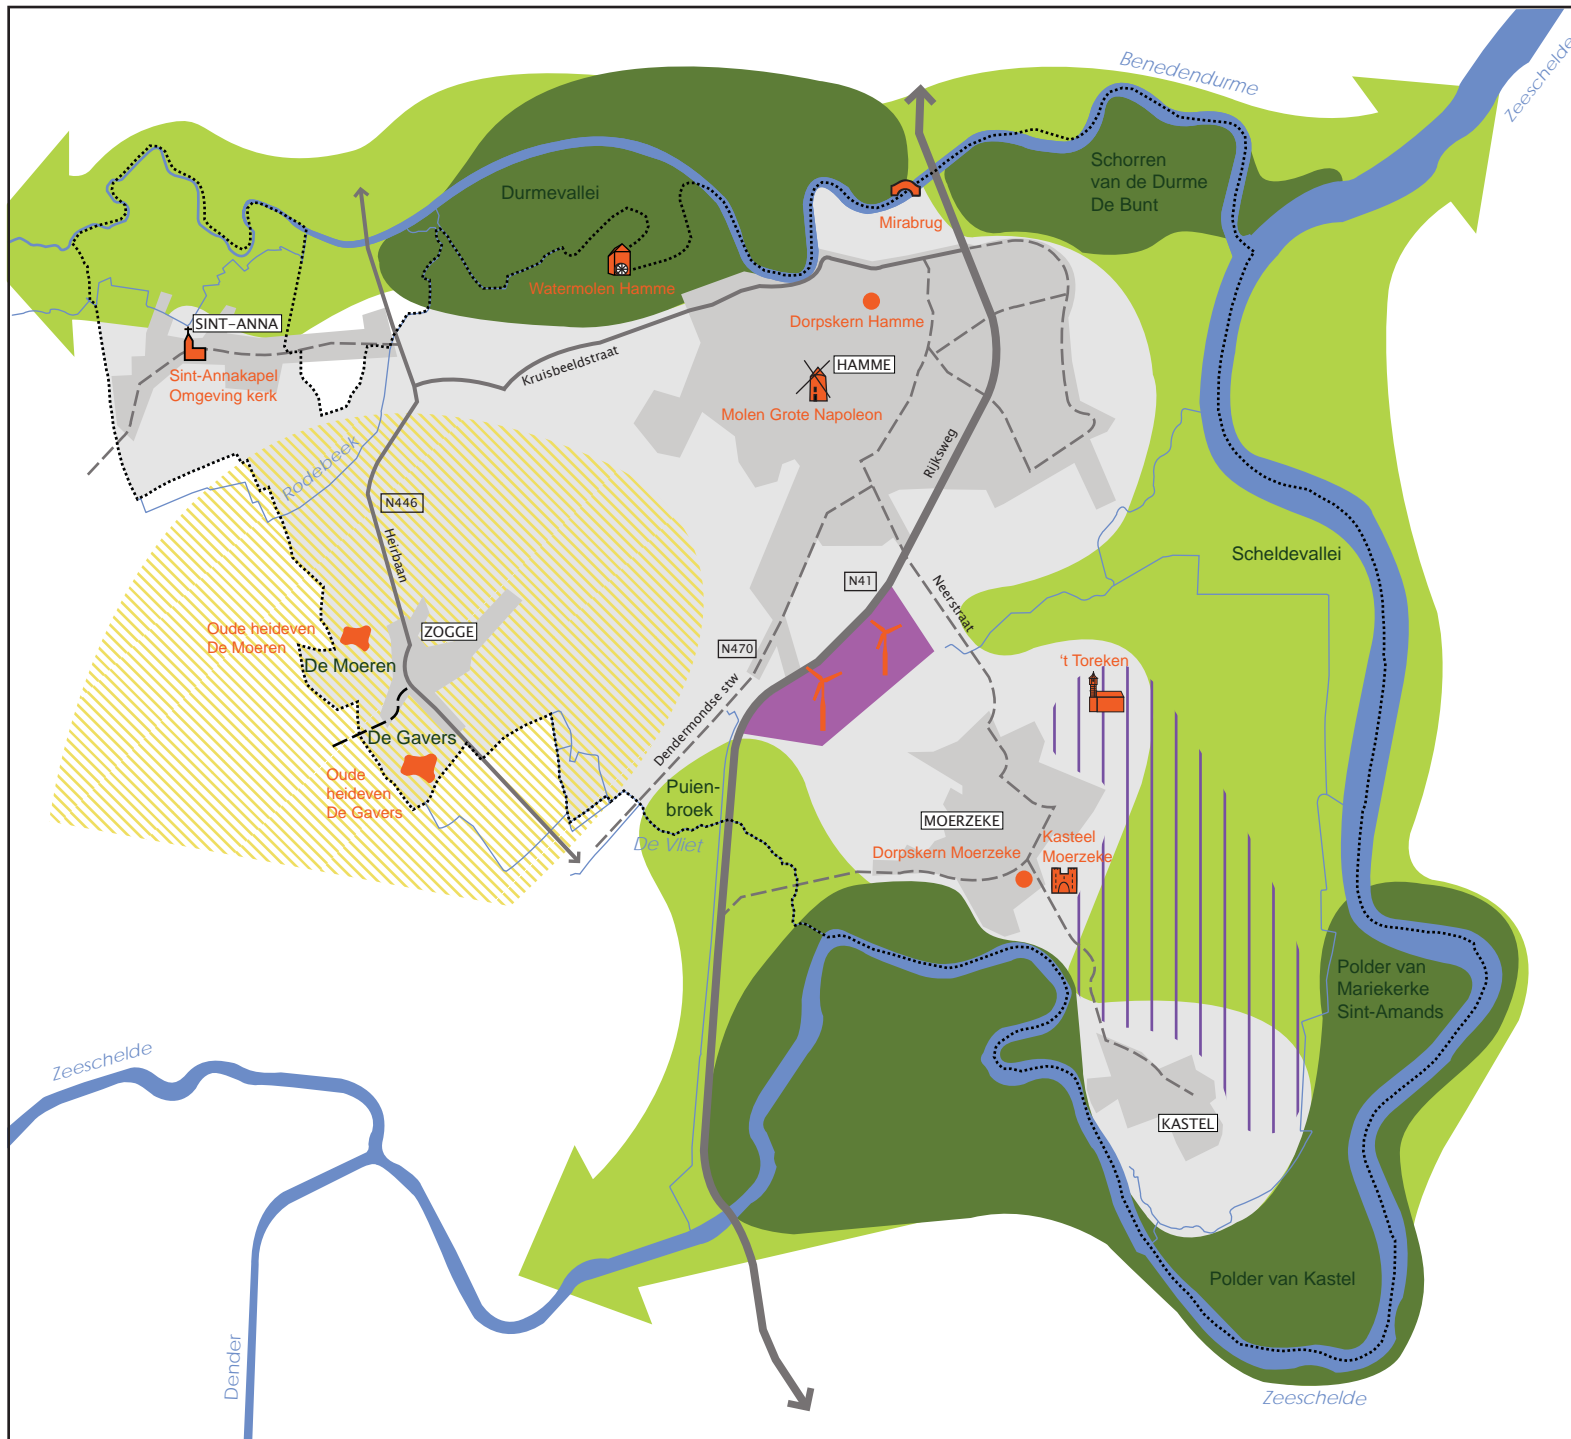 Benedendurme
Zeeschelde
Schorren
van de Durme
De Bunt
Durmevallei
Mirabrug
Watermolen Hamme
SINT-ANNA
Dorpskern Hamme
Kruisbeeldstraat
HAMME
Sint-Annakapel
Omgeving kerk
Molen Grote Napoleon
Rodebeek
Rijksweg
N446
Heirbaan
Scheldevallei
N41
Neerstraat
Oude heideven
De Moeren
ZOGGE
De Moeren
N470
't Toreken
Dendermondse stw
De Gavers
Oude
heideven
De Gavers
Puien-
broek
De Vliet
MOERZEKE
Kasteel
Moerzeke
Dorpskern Moerzeke
Polder van
Mariekerke
Sint-Amands
Zeeschelde
KASTEL
Polder van Kastel
Dender
Zeeschelde